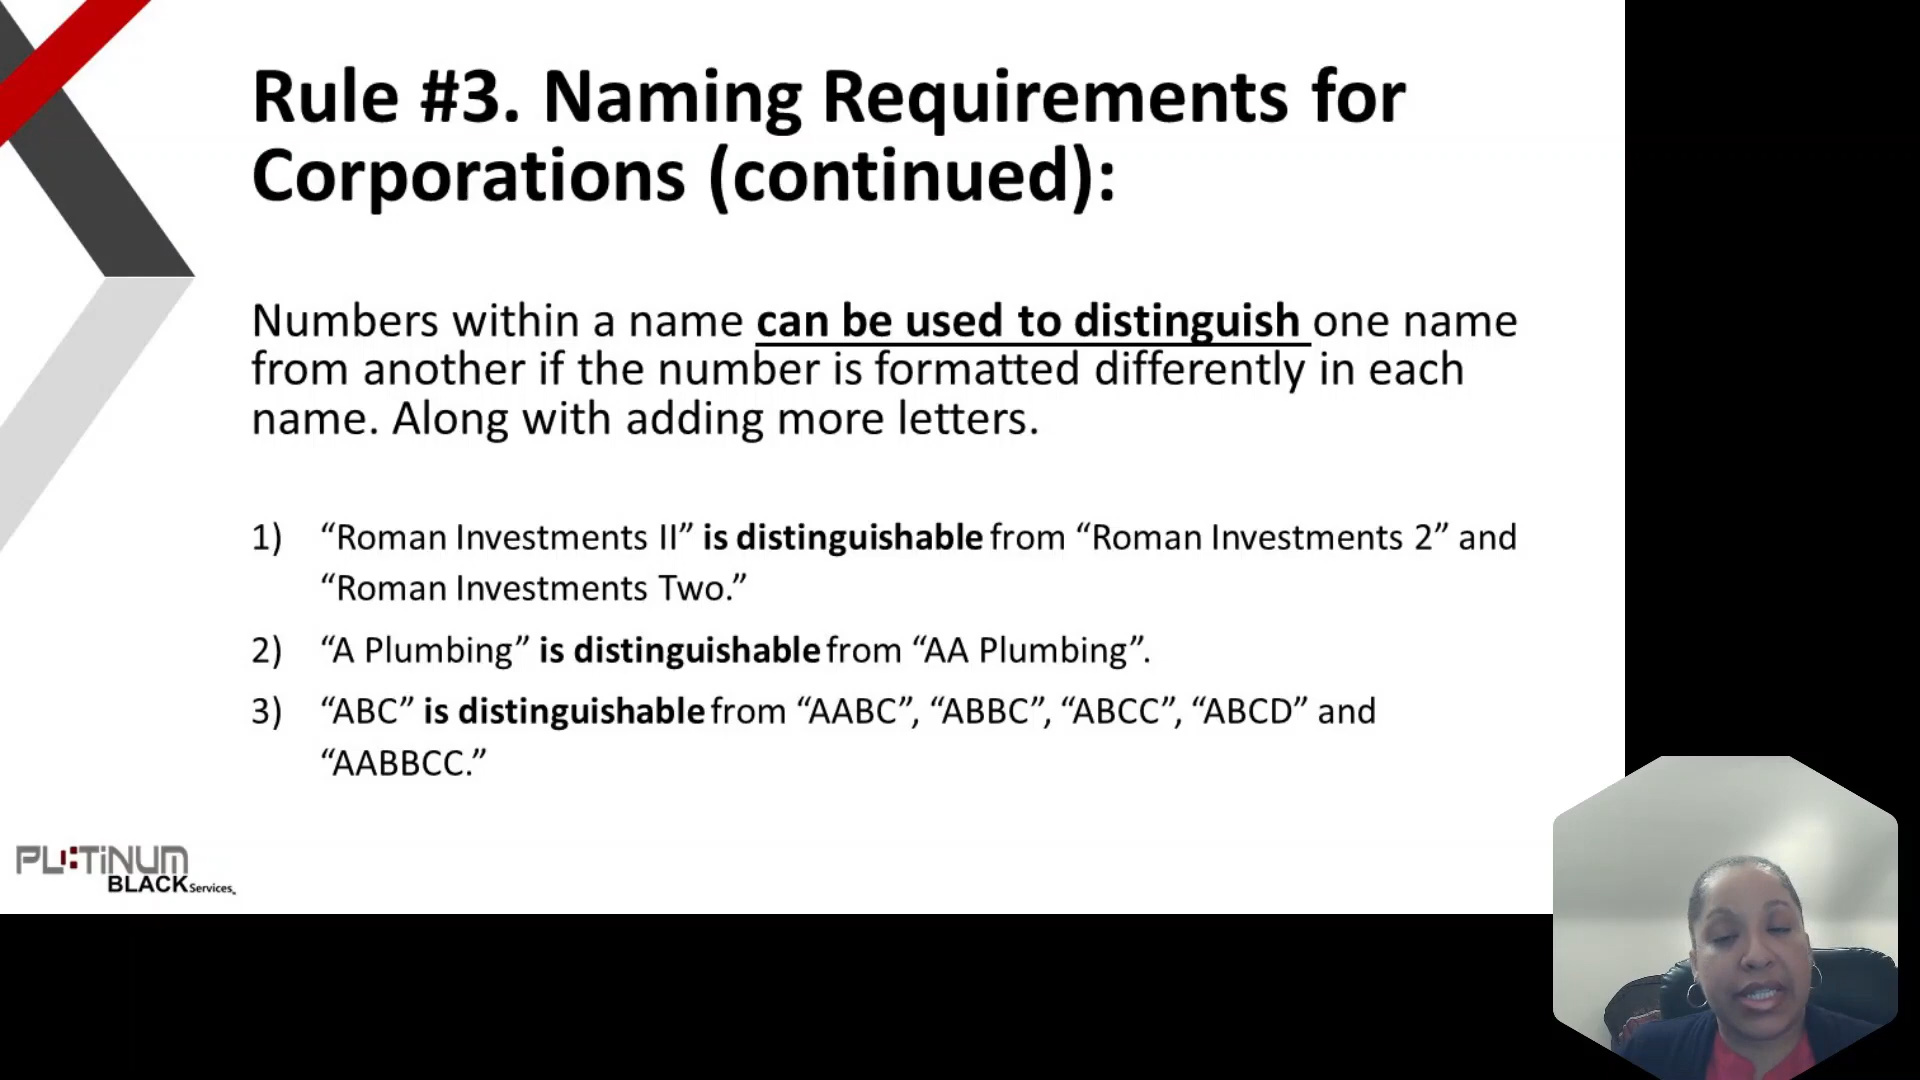 Rule #3. Naming Requirements for
Corporations (continued):
Numbers within a name can be used to distinguish one name
from another if the number is formatted differently in each
name. Along with adding more letters.
1) “Roman Investments II” is distinguishable from “Roman Investments 2” and
“Roman Investments Two.”
2) “A Plumbing” is distinguishable from “AA Plumbing”.
3) “ABC” is distinguishable from “AABC”, “ABBC”, “ABCC”, “ABCD” and
“AABBCC.”
PLATiNUM
BLACK Services